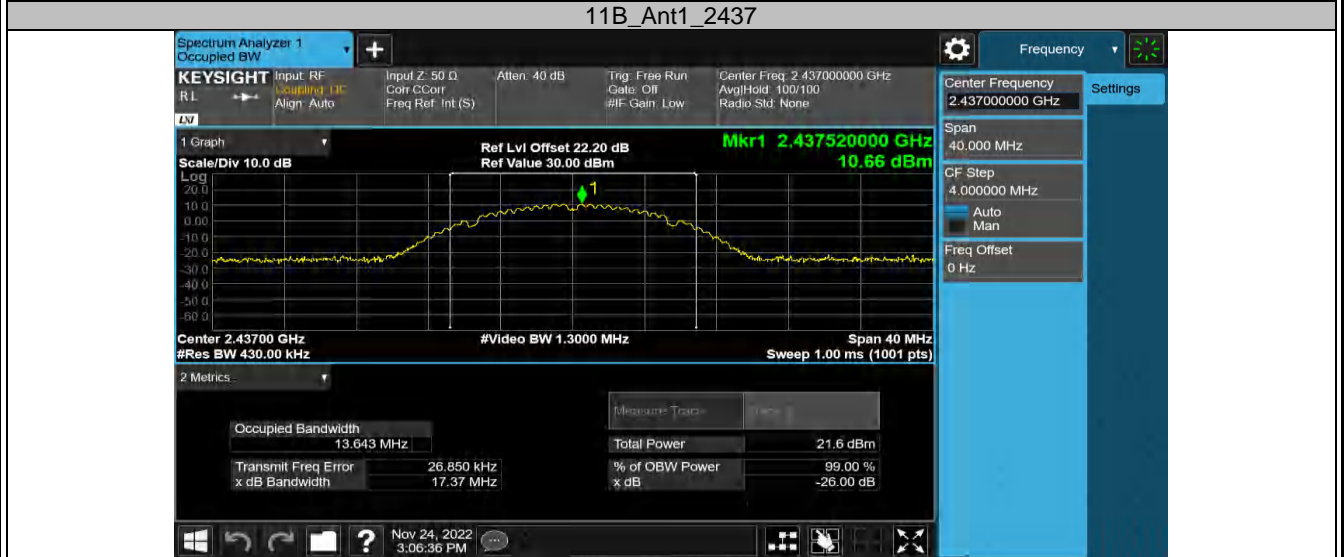 11B_Ant1_2437
Spectrum Analyzer 1
Occupied BW
+
Frequency
KEYSIGHT Input: RF Input Z: 50 Ω Atten: 40 dB Trig: Free Run Center Freq: 2.437000000 GHz
RL Coupling: DC Corr CCorr Gate: Off Avg|Hold: 100/100
Align: Auto Freq Ref: Int (S) #IF Gain: Low Radio Std: None
LXI
Center Frequency
2.437000000 GHz
Settings
Span
40.000 MHz
CF Step
4.000000 MHz
Auto
Man
Freq Offset
0 Hz
1 Graph
Ref Lvl Offset 22.20 dB
Mkr1 2.437520000 GHz
Scale/Div 10.0 dB
Ref Value 30.00 dBm
10.66 dBm
Log
20.0
10.0
0.00
-10.0
-20.0
-30.0
-40.0
-50.0
-60.0
1
Center 2.43700 GHz #Video BW 1.3000 MHz Span 40 MHz
#Res BW 430.00 kHz Sweep 1.00 ms (1001 pts)
2 Metrics
Measure Trace
Occupied Bandwidth
13.643 MHz
Total Power 21.6 dBm
Transmit Freq Error 26.850 kHz % of OBW Power 99.00 %
x dB Bandwidth 17.37 MHz x dB -26.00 dB
?
Nov 24, 2022
3:06:36 PM